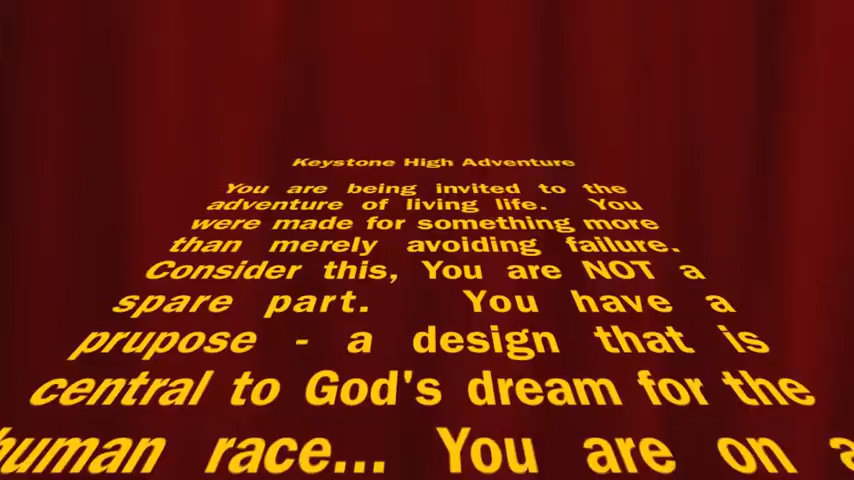 Keystone High Adventure
You are being invited to the
adventure of living life. You
were made for something more
than merely avoiding failure.
Consider this, You are NOT a
spare part. You have a
prupose - a design that is
central to God's dream for the
human race... You are on a